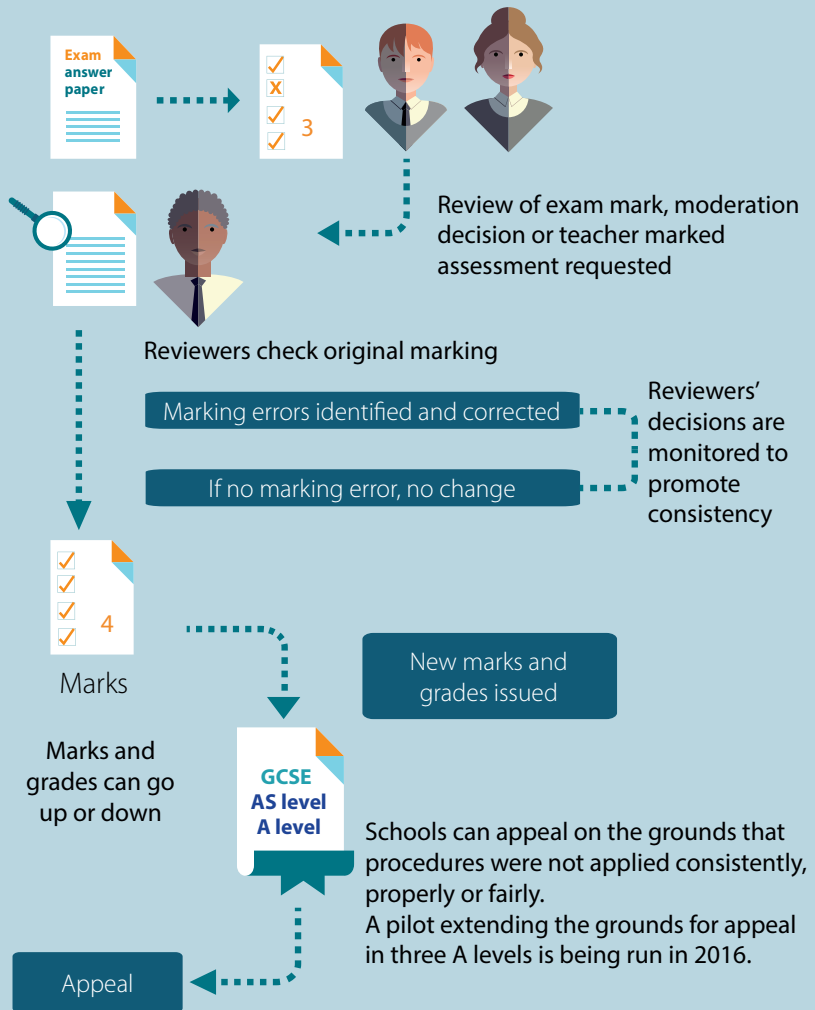 Exam
answer
paper
X
3
Review of exam mark, moderation
decision or teacher marked
assessment requested
Reviewers check original marking
Marking errors identified and corrected
If no marking error, no change
Reviewers’
decisions are
monitored to
promote
consistency
4
Marks
Marks and
grades can go
up or down
New marks and
grades issued
GCSE
AS level
A level
Schools can appeal on the grounds that
procedures were not applied consistently,
properly or fairly.
A pilot extending the grounds for appeal
in three A levels is being run in 2016.
Appeal